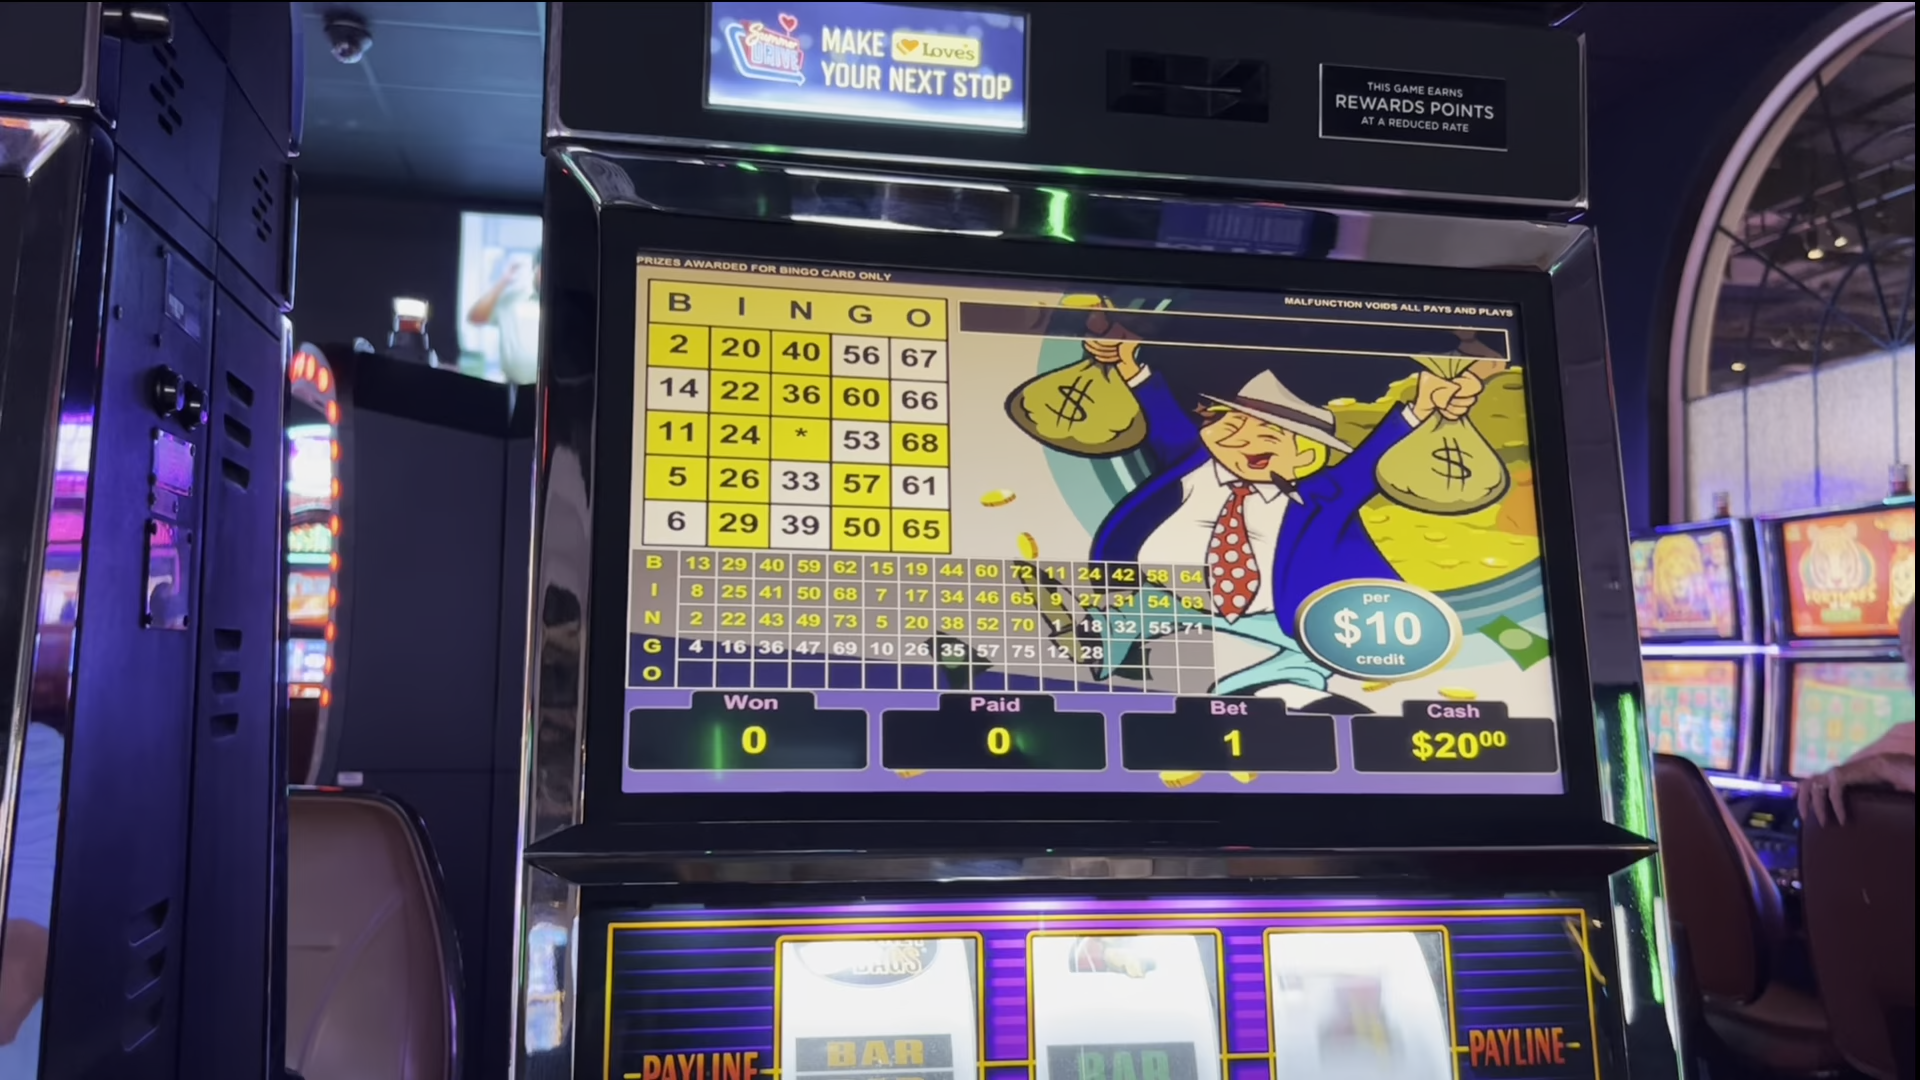 Summer DRIVE
MAKE Love's
YOUR NEXT STOP
THIS GAME EARNS
REWARDS POINTS
AT A REDUCED RATE
PRIZES AWARDED FOR BINGO CARD ONLY
MALFUNCTION VOIDS ALL PAYS AND PLAYS
B I N G O
2 20 40 56 67
14 22 36 60 66
11 24 * 53 68
5 26 33 57 61
6 29 39 50 65
$
$
B 13 29 40 59 62 15 19 44 60 72 11 24 42 58 64
I 8 25 41 50 68 7 17 34 46 65 9 27 31 54 63
N 2 22 43 49 73 5 20 38 52 70 1 18 32 55 71
G 4 16 36 47 69 10 26 35 57 75 12 28
O
per
$10
credit
Won Paid Bet Cash
0 0 1 $20⁰⁰
BAGS
BAR BAR
PAYLINE PAYLINE